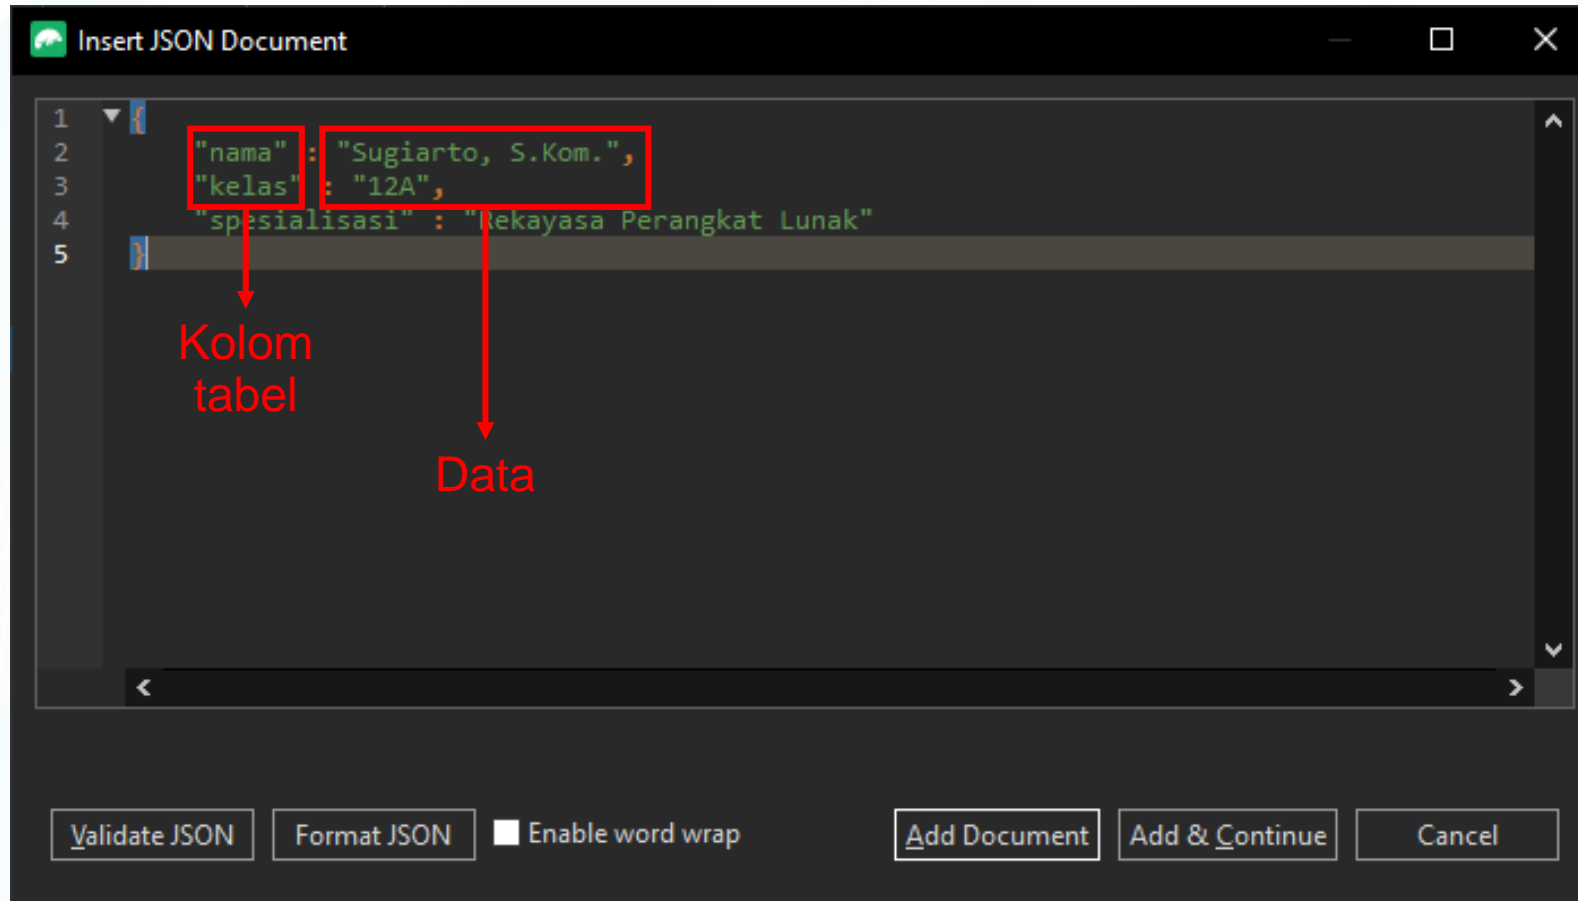 Insert JSON Document
1 {
2 "nama" : "Sugiarto, S.Kom.",
3 "kelas" : "12A",
4 "spesialisasi" : "Rekayasa Perangkat Lunak"
5 }
Kolom
tabel
Data
Validate JSON Format JSON Enable word wrap Add Document Add & Continue Cancel